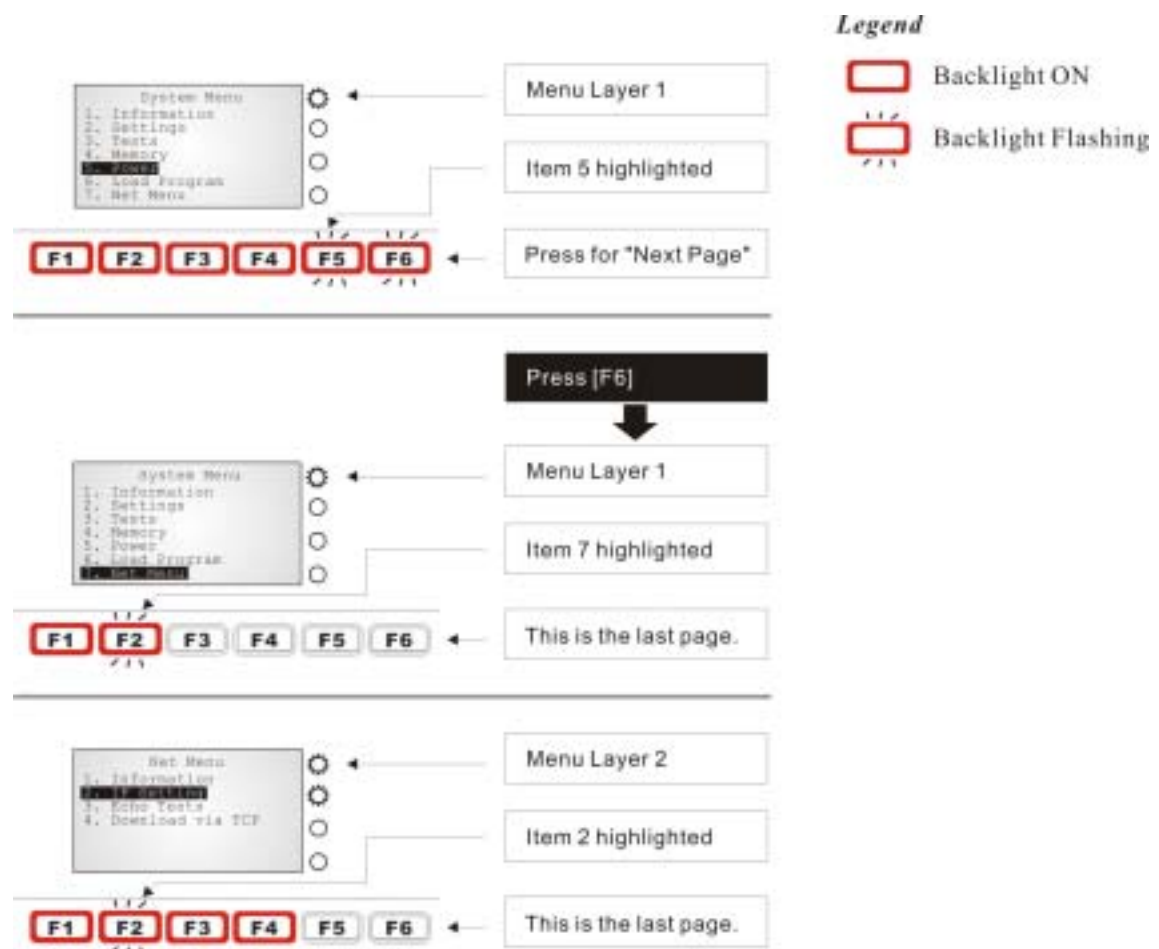 Legend
Backlight ON
Backlight Flashing
System Menu
1. Information
2. Settings
3. Tests
4. Memory
5. Power
6. Load Program
7. Net Menu
Menu Layer 1
Item 5 highlighted
F1 F2 F3 F4 F5 F6
Press for "Next Page"
Press [F6]
System Menu
1. Information
2. Settings
3. Tests
4. Memory
5. Power
6. Load Program
7. Net Menu
Menu Layer 1
Item 7 highlighted
F1 F2 F3 F4 F5 F6
This is the last page.
Net Menu
1. Information
2. IP Setting
3. Echo Tests
4. Download via TCP
Menu Layer 2
Item 2 highlighted
F1 F2 F3 F4 F5 F6
This is the last page.